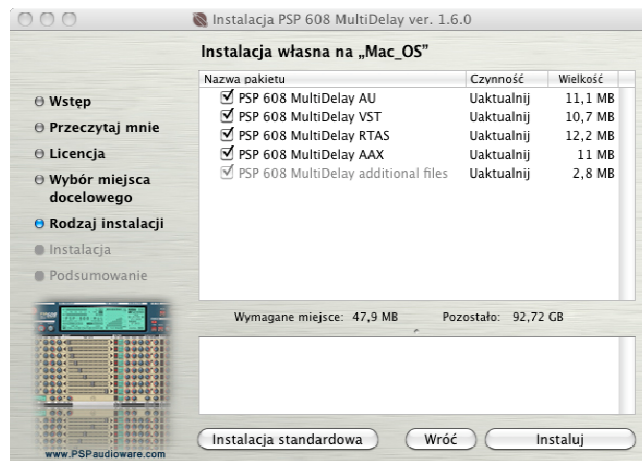 Instalacja PSP 608 MultiDelay ver. 1.6.0
Instalacja własna na „Mac_OS”
Wstęp
Przeczytaj mnie
Licencja
Wybór miejsca
docelowego
Rodzaj instalacji
Instalacja
Podsumowanie
Nazwa pakietu Czynność Wielkość
PSP 608 MultiDelay AU Uaktualnij 11,1 MB
PSP 608 MultiDelay VST Uaktualnij 10,7 MB
PSP 608 MultiDelay RTAS Uaktualnij 12,2 MB
PSP 608 MultiDelay AAX Uaktualnij 11 MB
PSP 608 MultiDelay additional files Uaktualnij 2,8 MB
Wymagane miejsce: 47,9 MB Pozostało: 92,72 GB
www.PSPaudioware.com
Instalacja standardowa Wróć Instaluj